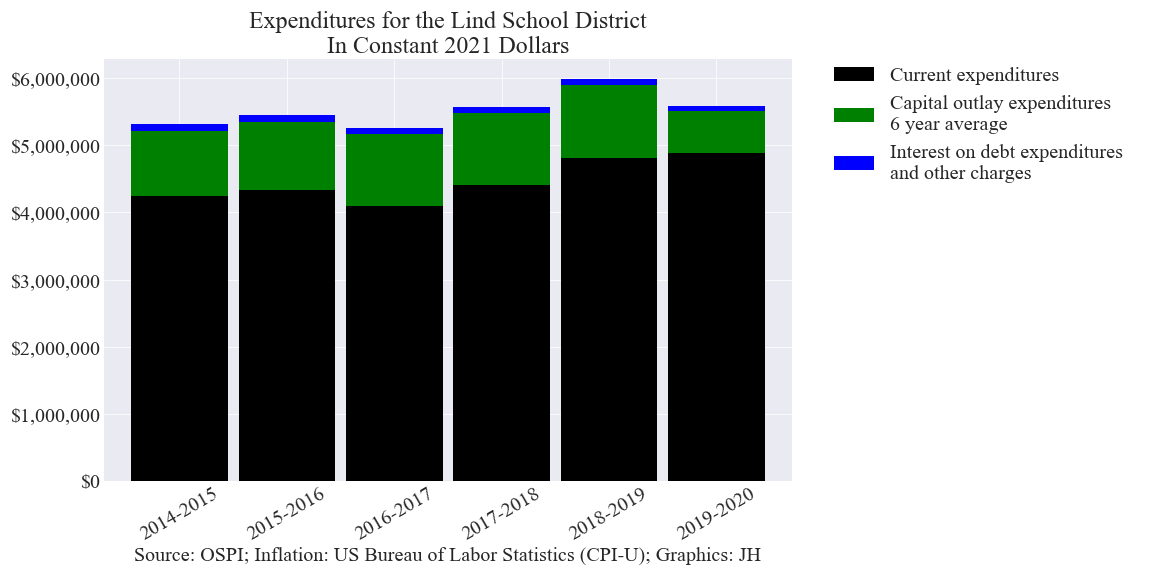 Expenditures for the Lind School District
In Constant 2021 Dollars
$6,000,000
$5,000,000
$4,000,000
$3,000,000
$2,000,000
$1,000,000
$0
2014-2015
2015-2016
2016-2017
2017-2018
2018-2019
2019-2020
Source: OSPI; Inflation: US Bureau of Labor Statistics (CPI-U); Graphics: JH
Current expenditures
Capital outlay expenditures
6 year average
Interest on debt expenditures
and other charges